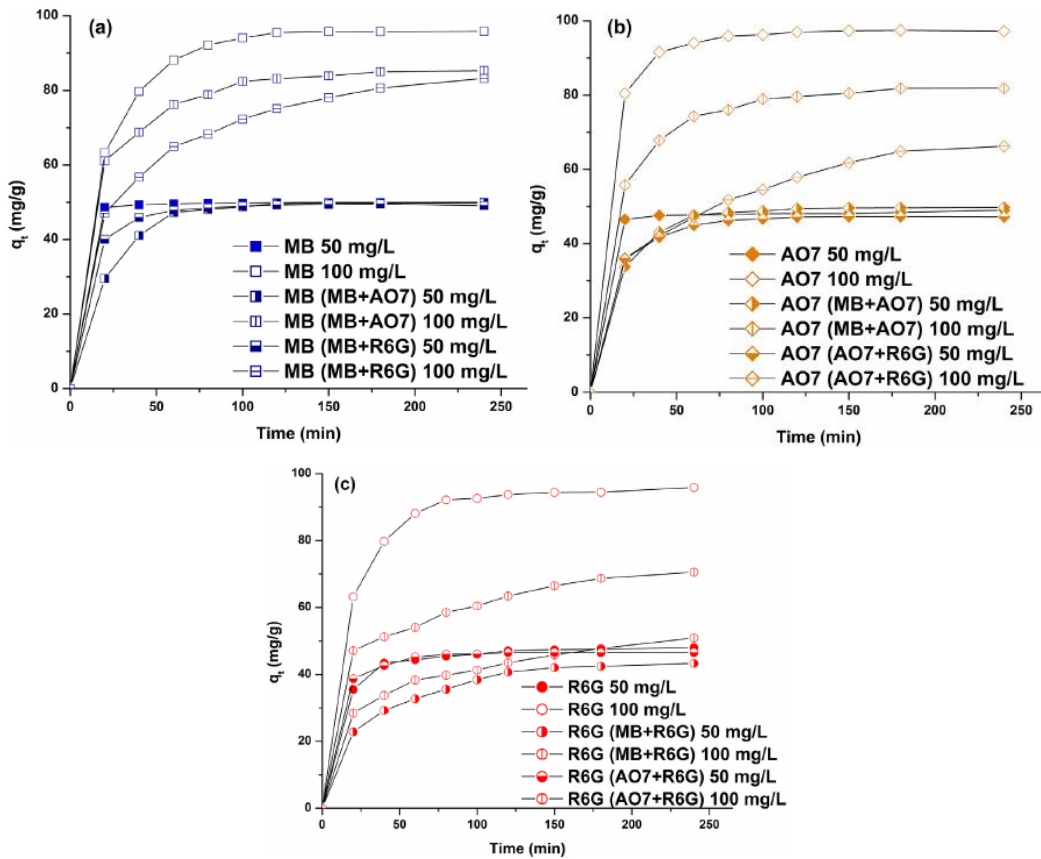 (a)
100
80
60
40
20
0
qt (mg/g)
MB 50 mg/L
MB 100 mg/L
MB (MB+AO7) 50 mg/L
MB (MB+AO7) 100 mg/L
MB (MB+R6G) 50 mg/L
MB (MB+R6G) 100 mg/L
0 50 100 150 200 250
Time (min)
(b)
100
80
60
40
20
0
qt (mg/g)
AO7 50 mg/L
AO7 100 mg/L
AO7 (MB+AO7) 50 mg/L
AO7 (MB+AO7) 100 mg/L
AO7 (AO7+R6G) 50 mg/L
AO7 (AO7+R6G) 100 mg/L
0 50 100 150 200 250
Time (min)
(c)
100
80
60
40
20
0
qt (mg/g)
R6G 50 mg/L
R6G 100 mg/L
R6G (MB+R6G) 50 mg/L
R6G (MB+R6G) 100 mg/L
R6G (AO7+R6G) 50 mg/L
R6G (AO7+R6G) 100 mg/L
0 50 100 150 200 250
Time (min)